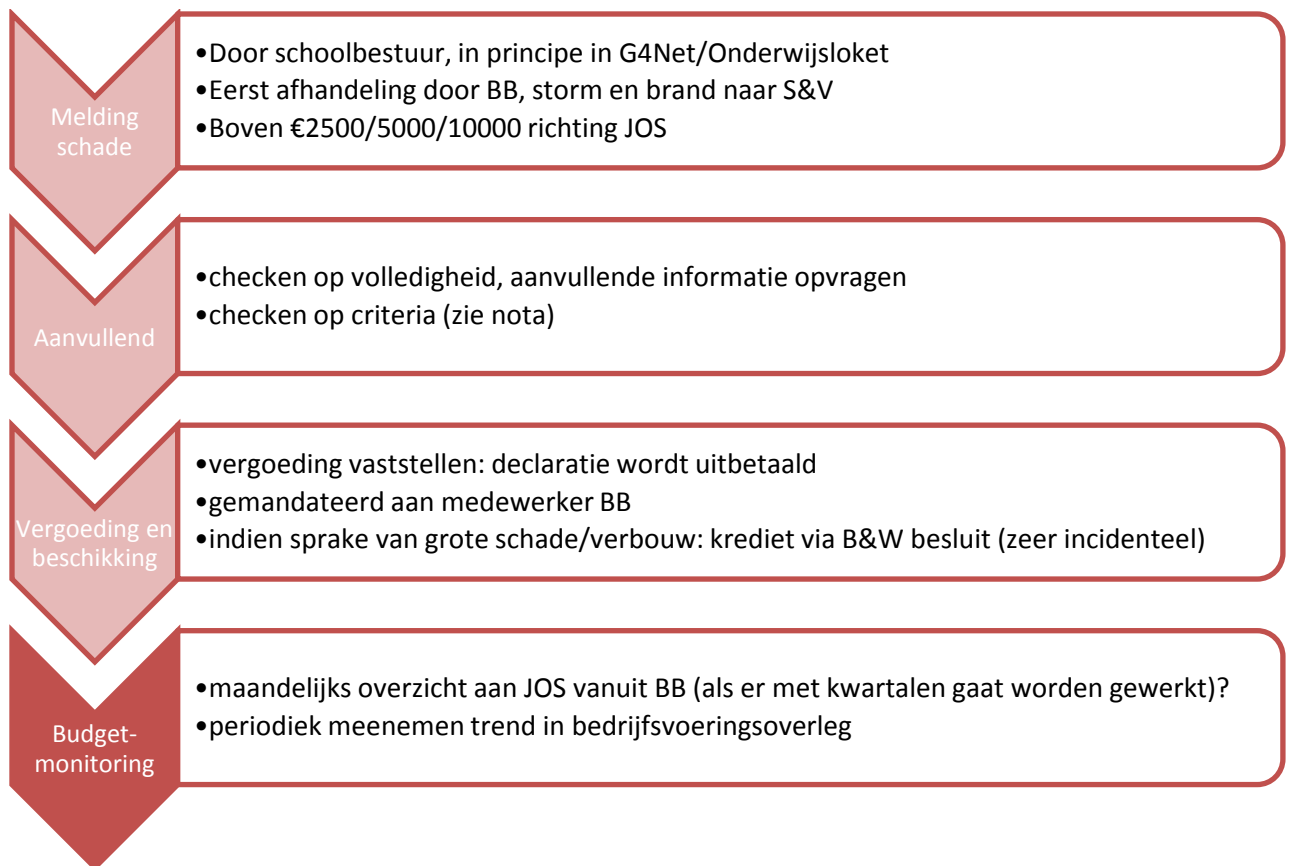 Melding
schade
•Door schoolbestuur, in principe in G4Net/Onderwijsloket
•Eerst afhandeling door BB, storm en brand naar S&V
•Boven €2500/5000/10000 richting JOS
Aanvullend
•checken op volledigheid, aanvullende informatie opvragen
•checken op criteria (zie nota)
Vergoeding en
beschikking
•vergoeding vaststellen: declaratie wordt uitbetaald
•gemandateerd aan medewerker BB
•indien sprake van grote schade/verbouw: krediet via B&W besluit (zeer incidenteel)
Budget-
monitoring
•maandelijks overzicht aan JOS vanuit BB (als er met kwartalen gaat worden gewerkt)?
•periodiek meenemen trend in bedrijfsvoeringsoverleg